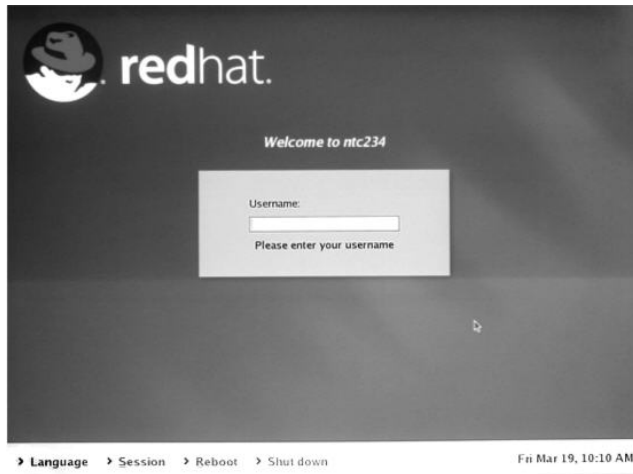 redhat.
Welcome to ntc234
Username:
Please enter your username
Language Session Reboot Shut down
Fri Mar 19, 10:10 AM